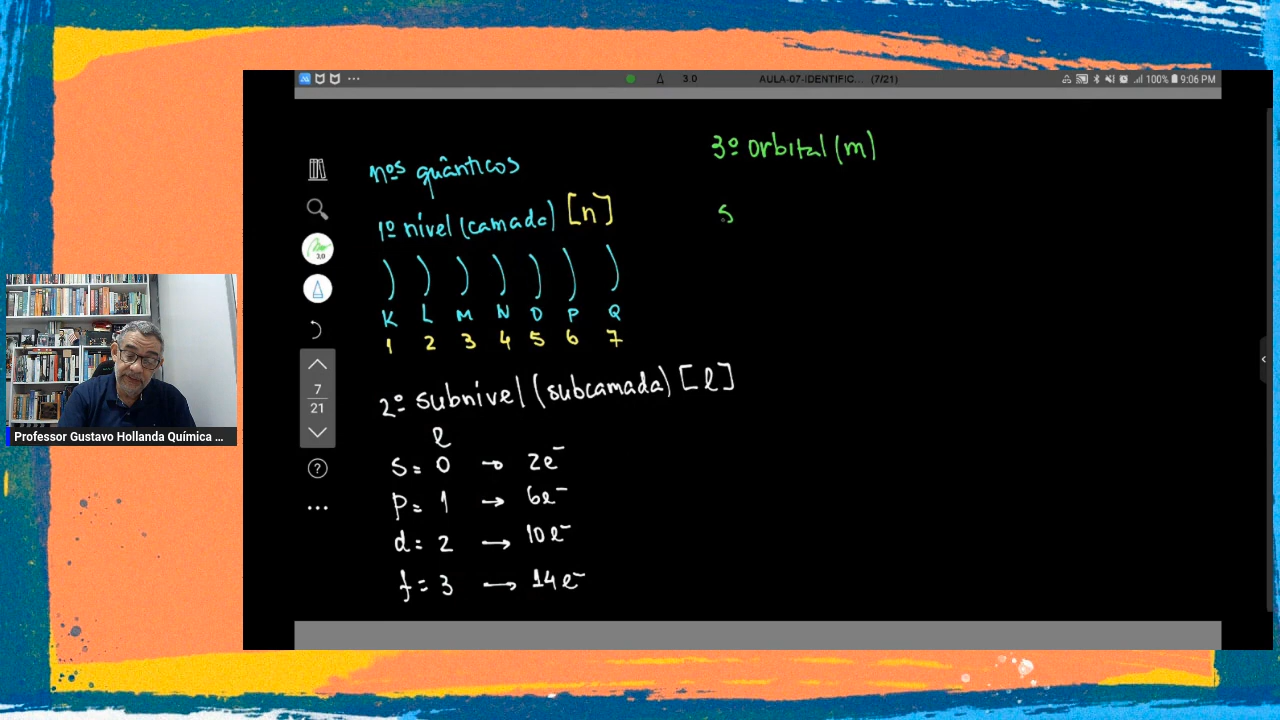 3.0
AULA-07-IDENTIFIC... (7/21)
100% 9:06 PM
nºs quânticos
1º nível (camada) [n]
K L M N O P Q
1 2 3 4 5 6 7
2º subnível (subcamada) [l]
l
s = 0 → 2e⁻
p = 1 → 6e⁻
d = 2 → 10e⁻
f = 3 → 14e⁻
3º orbital (m)
s
3,0
7
21
Professor Gustavo Hollanda Química ...